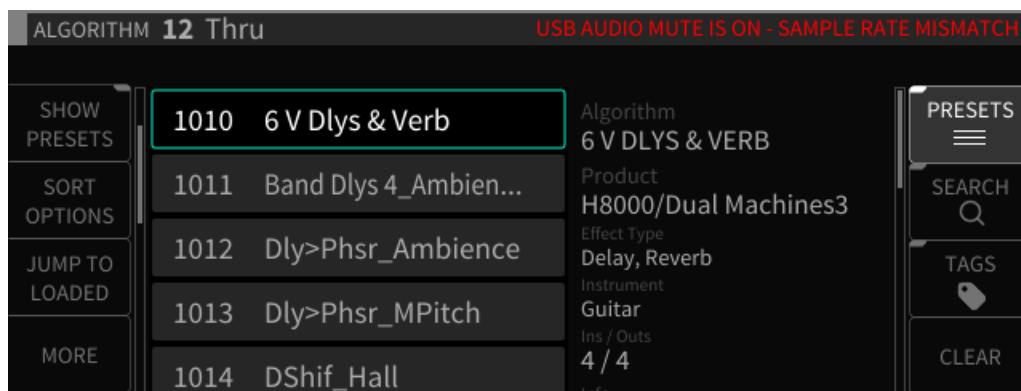 ALGORITHM 12 Thru
USB AUDIO MUTE IS ON - SAMPLE RATE MISMATCH
SHOW
PRESETS
SORT
OPTIONS
JUMP TO
LOADED
MORE
1010 6 V Dlys & Verb
1011 Band Dlys 4_Ambien...
1012 Dly>Phsr_Ambience
1013 Dly>Phsr_MPitch
1014 DShif_Hall
Algorithm
6 V DLYS & VERB
Product
H8000/Dual Machines3
Effect Type
Delay, Reverb
Instrument
Guitar
Ins / Outs
4 / 4
PRESETS
SEARCH
TAGS
CLEAR